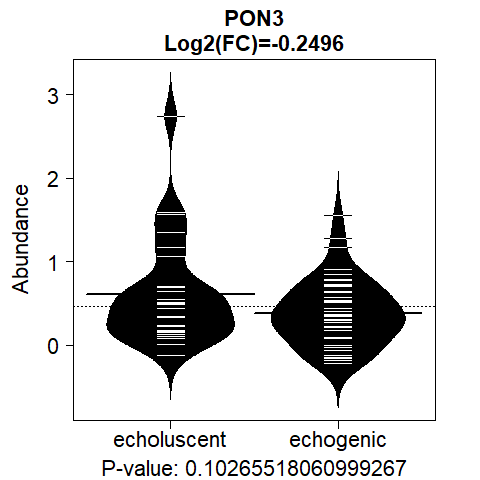 PON3
Log2(FC)=-0.2496
Abundance
3
2
1
0
echoluscent echogenic
P-value: 0.10265518060999267